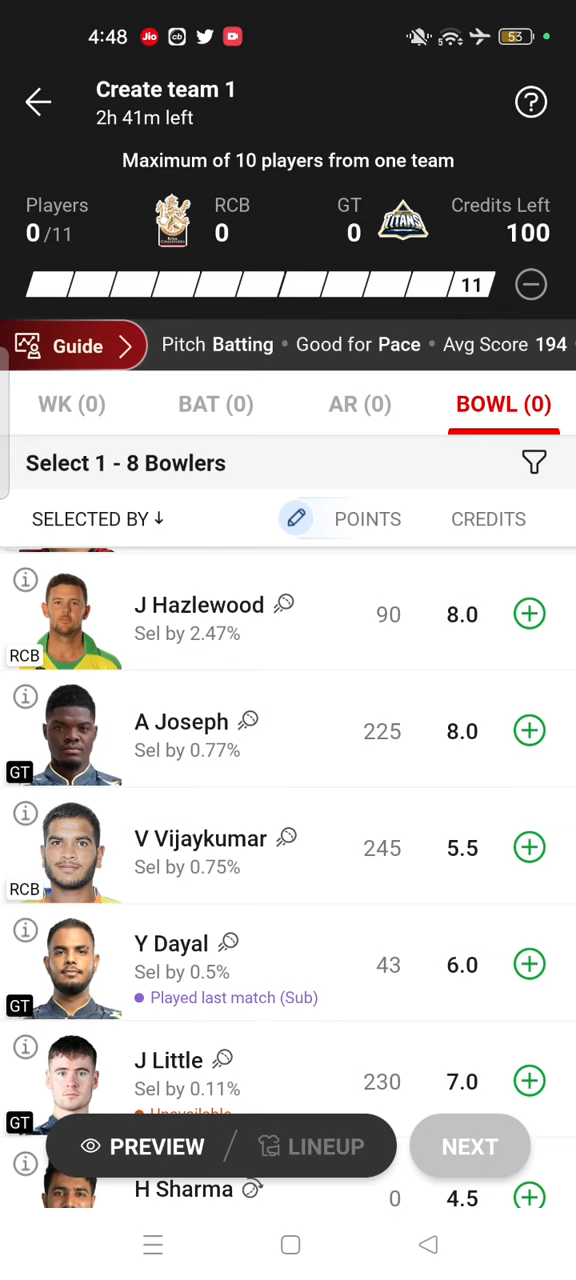 4:48 Jio cb 5 53
Create team 1
2h 41m left
Maximum of 10 players from one team
Players RCB GT Credits Left
0/11 0 0 TITANS 100
11
Guide Pitch Batting • Good for Pace • Avg Score 194
WK (0) BAT (0) AR (0) BOWL (0)
Select 1 - 8 Bowlers
SELECTED BY ↓ POINTS CREDITS
J Hazlewood 90 8.0
Sel by 2.47%
RCB
A Joseph 225 8.0
Sel by 0.77%
GT
V Vijaykumar 245 5.5
Sel by 0.75%
RCB
Y Dayal 43 6.0
Sel by 0.5%
Played last match (Sub)
GT
J Little 230 7.0
Sel by 0.11%
Unavailable
GT
PREVIEW / LINEUP NEXT
H Sharma 0 4.5